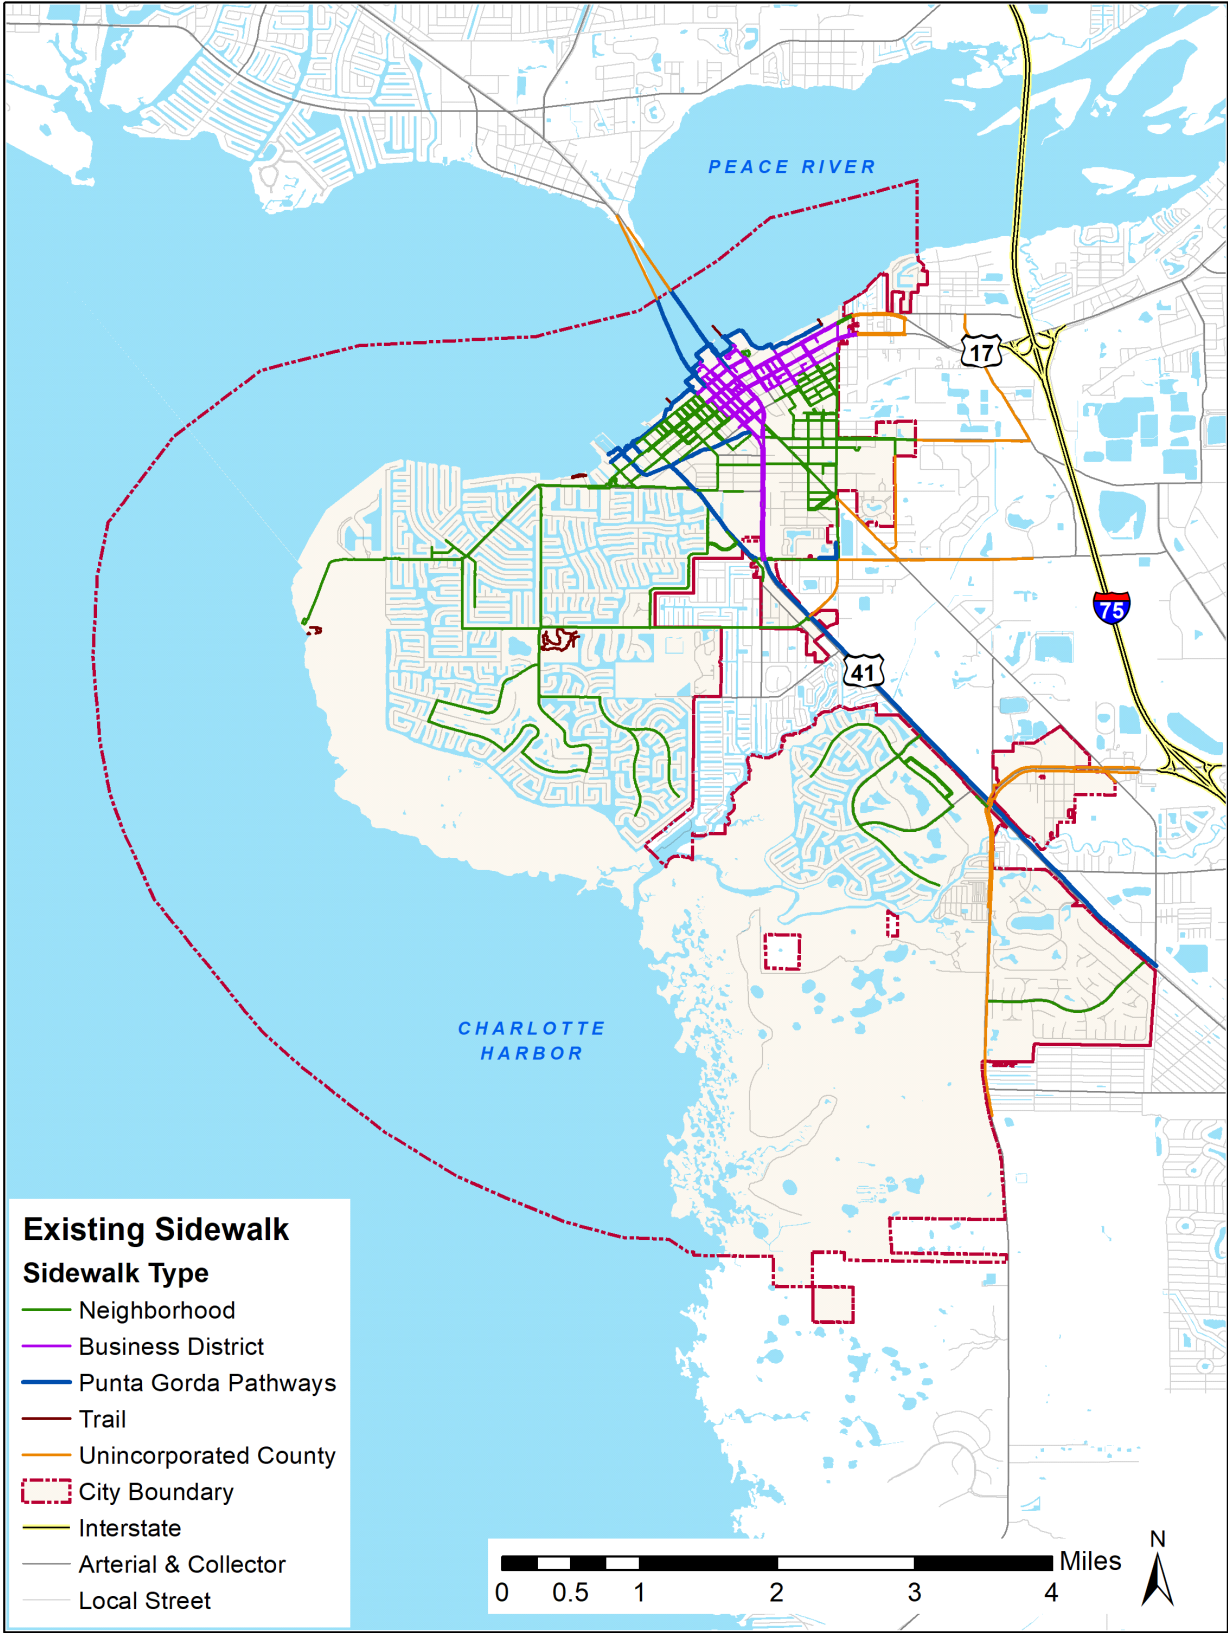 PEACE RIVER
17
75
41
CHARLOTTE
HARBOR
Existing Sidewalk
Sidewalk Type
Neighborhood
Business District
Punta Gorda Pathways
Trail
Unincorporated County
City Boundary
Interstate
Arterial & Collector
Local Street
Miles
0 0.5 1 2 3 4
N